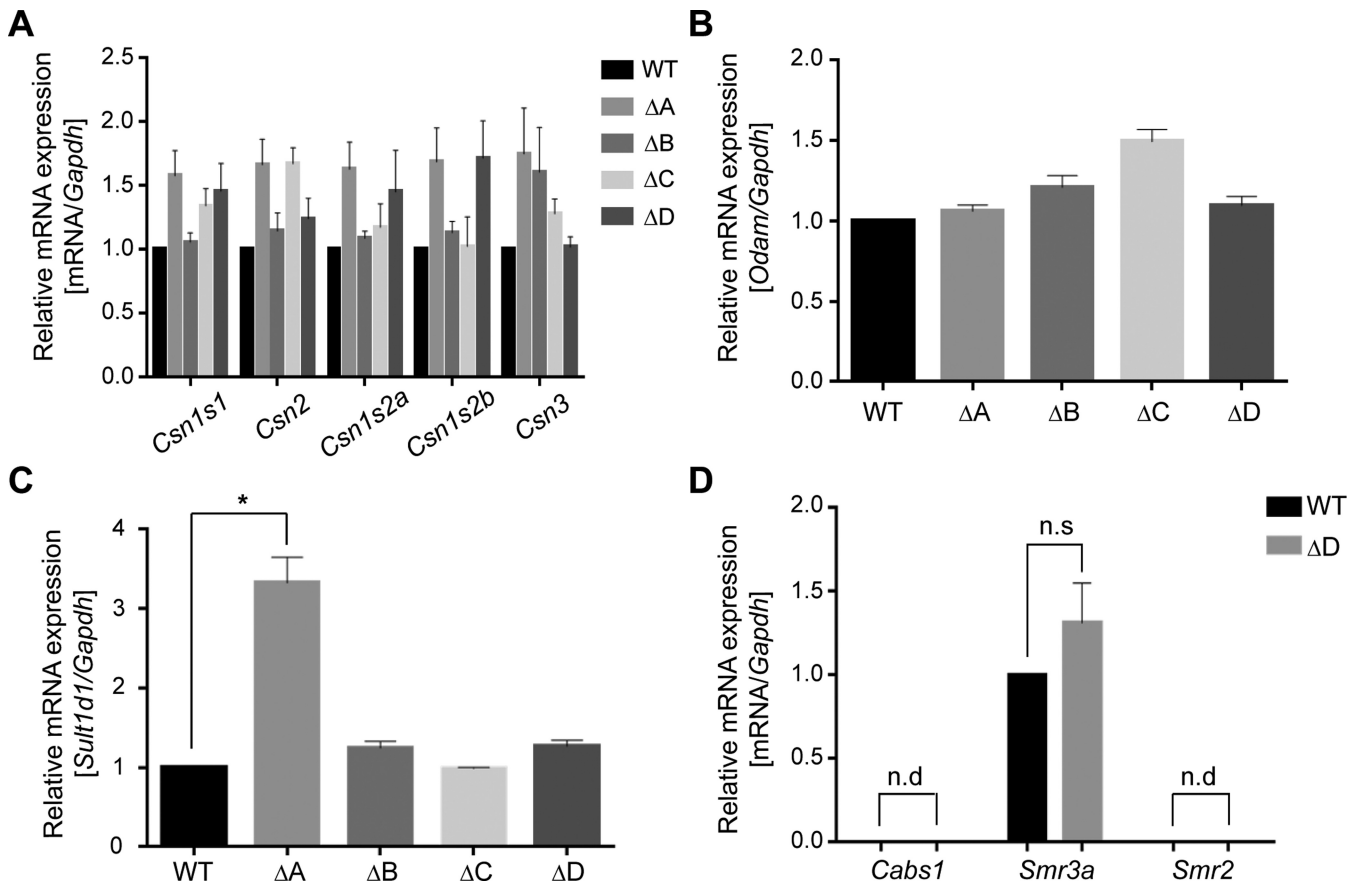 A
Relative mRNA expression
[mRNA/Gapdh]
2.5
2.0
1.5
1.0
0.5
0.0
Csn1s1
Csn2
Csn1s2a
Csn1s2b
Csn3
WT
ΔA
ΔB
ΔC
ΔD
B
Relative mRNA expression
[Odam/Gapdh]
2.0
1.5
1.0
0.5
0.0
WT ΔA ΔB ΔC ΔD
C
Relative mRNA expression
[Sult1d1/Gapdh]
4
3
2
1
0
*
WT ΔA ΔB ΔC ΔD
D
Relative mRNA expression
[mRNA/Gapdh]
2.0
1.5
1.0
0.5
0.0
n.d
n.s
n.d
Cabs1 Smr3a Smr2
WT
ΔD